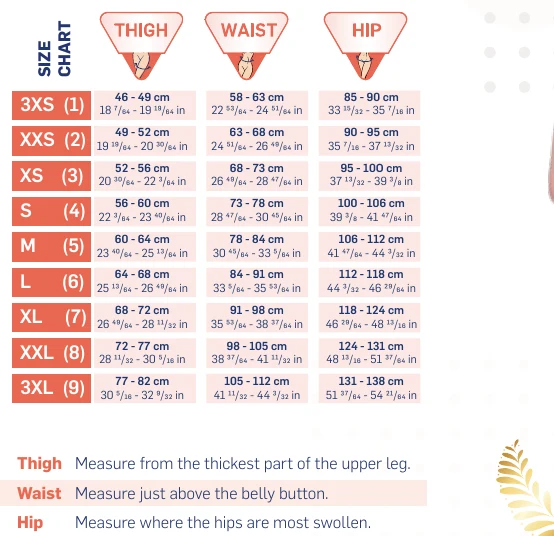 SIZE CHART
THIGH WAIST HIP
3XS (1) 46 - 49 cm 58 - 63 cm 85 - 90 cm
18 7/64 - 19 19/64 in 22 53/64 - 24 51/64 in 33 15/32 - 35 7/16 in
XXS (2) 49 - 52 cm 63 - 68 cm 90 - 95 cm
19 19/64 - 20 30/64 in 24 51/64 - 26 49/64 in 35 7/16 - 37 13/32 in
XS (3) 52 - 56 cm 68 - 73 cm 95 - 100 cm
20 30/64 - 22 3/64 in 26 49/64 - 28 47/64 in 37 13/32 - 39 3/8 in
S (4) 56 - 60 cm 73 - 78 cm 100 - 106 cm
22 3/64 - 23 40/64 in 28 47/64 - 30 45/64 in 39 3/8 - 41 47/64 in
M (5) 60 - 64 cm 78 - 84 cm 106 - 112 cm
23 40/64 - 25 13/64 in 30 45/64 - 33 5/64 in 41 47/64 - 44 3/32 in
L (6) 64 - 68 cm 84 - 91 cm 112 - 118 cm
25 13/64 - 26 49/64 in 33 5/64 - 35 53/64 in 44 3/32 - 46 29/64 in
XL (7) 68 - 72 cm 91 - 98 cm 118 - 124 cm
26 49/64 - 28 11/32 in 35 53/64 - 38 37/64 in 46 29/64 - 48 13/16 in
XXL (8) 72 - 77 cm 98 - 105 cm 124 - 131 cm
28 11/32 - 30 5/16 in 38 37/64 - 41 11/32 in 48 13/16 - 51 37/64 in
3XL (9) 77 - 82 cm 105 - 112 cm 131 - 138 cm
30 5/16 - 32 9/32 in 41 11/32 - 44 3/32 in 51 37/64 - 54 21/64 in
Thigh Measure from the thickest part of the upper leg.
Waist Measure just above the belly button.
Hip Measure where the hips are most swollen.